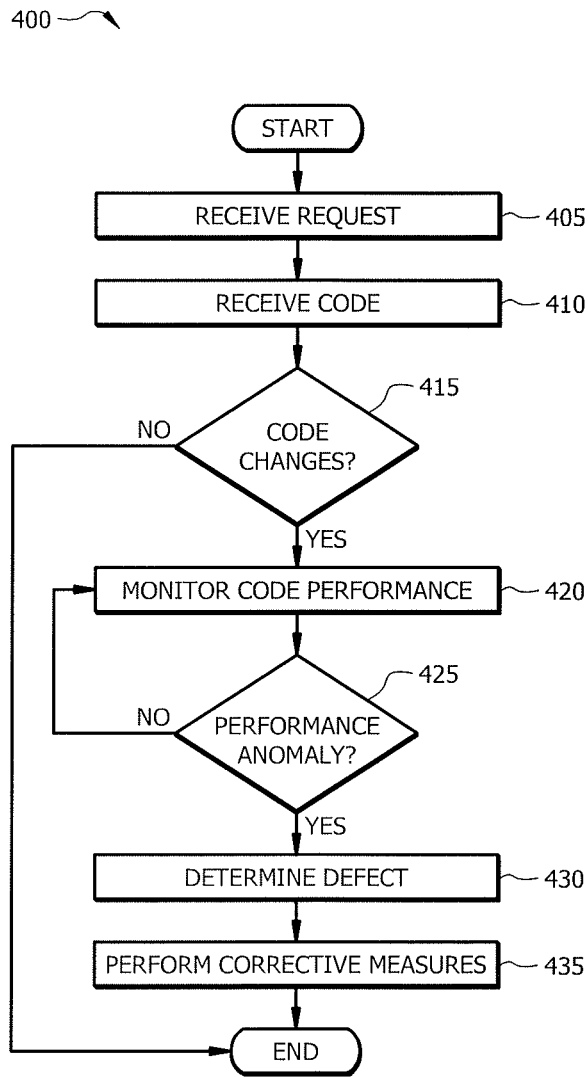 400
START
RECEIVE REQUEST
405
RECEIVE CODE
410
415
CODE
CHANGES?
NO
YES
MONITOR CODE PERFORMANCE
420
425
PERFORMANCE
ANOMALY?
NO
YES
DETERMINE DEFECT
430
PERFORM CORRECTIVE MEASURES
435
END